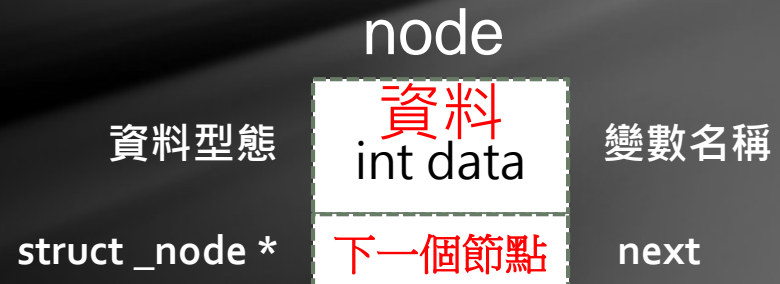 node
資料型態
資料
int data
變數名稱
struct _node *
下一個節點
next